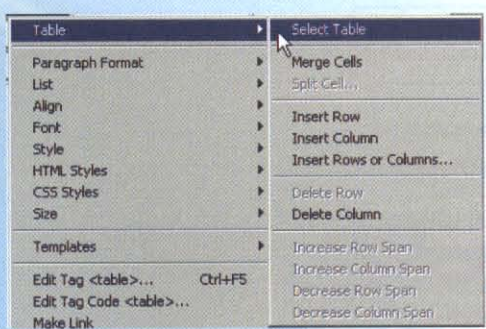 Table
Paragraph Format
List
Align
Font
Style
HTML Styles
CSS Styles
Size
Templates
Edit Tag <table>... Ctrl+F5
Edit Tag Code <table>...
Make Link
Select Table
Merge Cells
Split Cell...
Insert Row
Insert Column
Insert Rows or Columns...
Delete Row
Delete Column
Increase Row Span
Increase Column Span
Decrease Row Span
Decrease Column Span